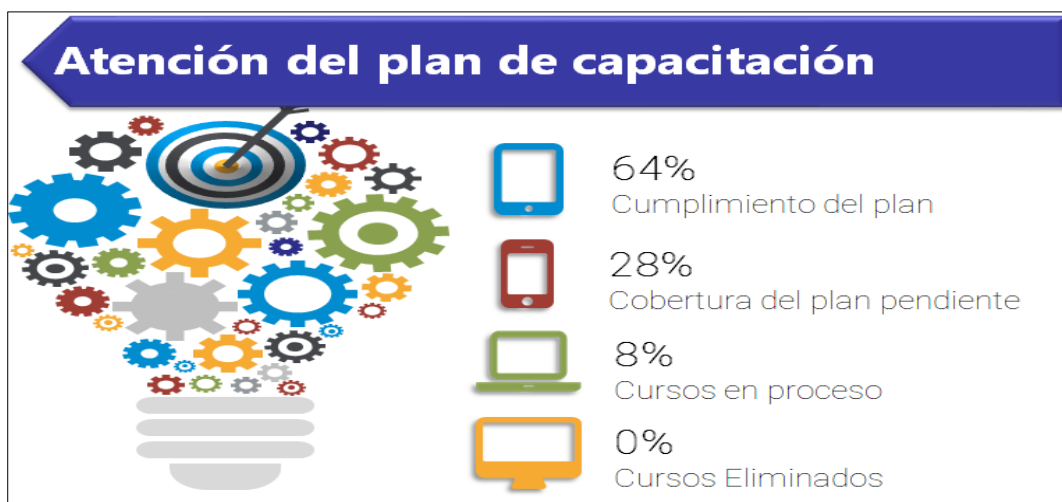 Atención del plan de capacitación
64%
Cumplimiento del plan
28%
Cobertura del plan pendiente
8%
Cursos en proceso
0%
Cursos Eliminados